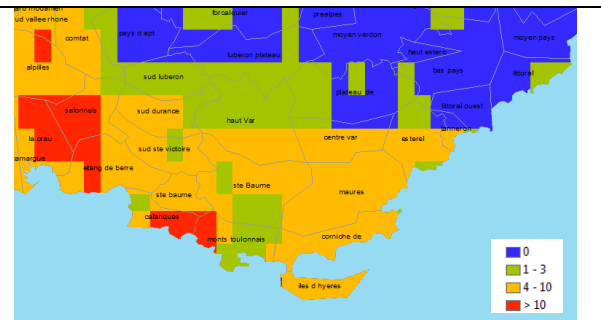 forcalquier
prealpes
ud vallee rhone
comtat
pays d apt
moyen verdon
moyen pays
luberon plateau
haut estero
alpilles
sud luberon
bas pays
littoral
plateau de
salonnais
sud durance
littoral ouest
haut Var
tanneron
la crau
sud ste victoire
centre var
esterel
camargue
etang de berre
ste baume
ste Baume
maures
calanques
monts toulonnais
corniche de
iles d hyeres
0
1 - 3
4 - 10
> 10